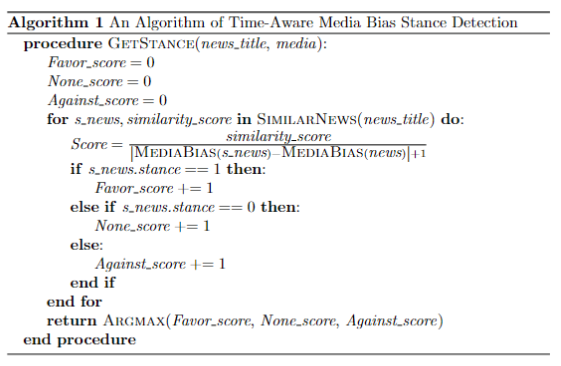 Algorithm 1 An Algorithm of Time-Aware Media Bias Stance Detection
procedure GETSTANCE(news_title, media):
Favor_score = 0
None_score = 0
Against_score = 0
for s_news, similarity_score in SIMILARNEWS(news_title) do:
Score = similarity_score / |MEDIABIAS(s_news)−MEDIABIAS(news)|+1
if s_news.stance == 1 then:
Favor_score += 1
else if s_news.stance == 0 then:
None_score += 1
else:
Against_score += 1
end if
end for
return ARGMAX(Favor_score, None_score, Against_score)
end procedure